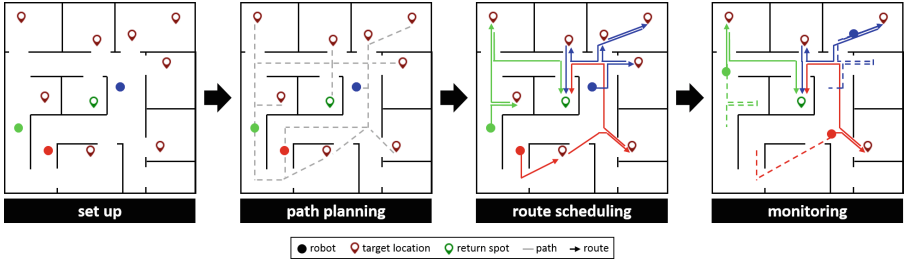 set up
path planning
route scheduling
monitoring
robot target location return spot path route